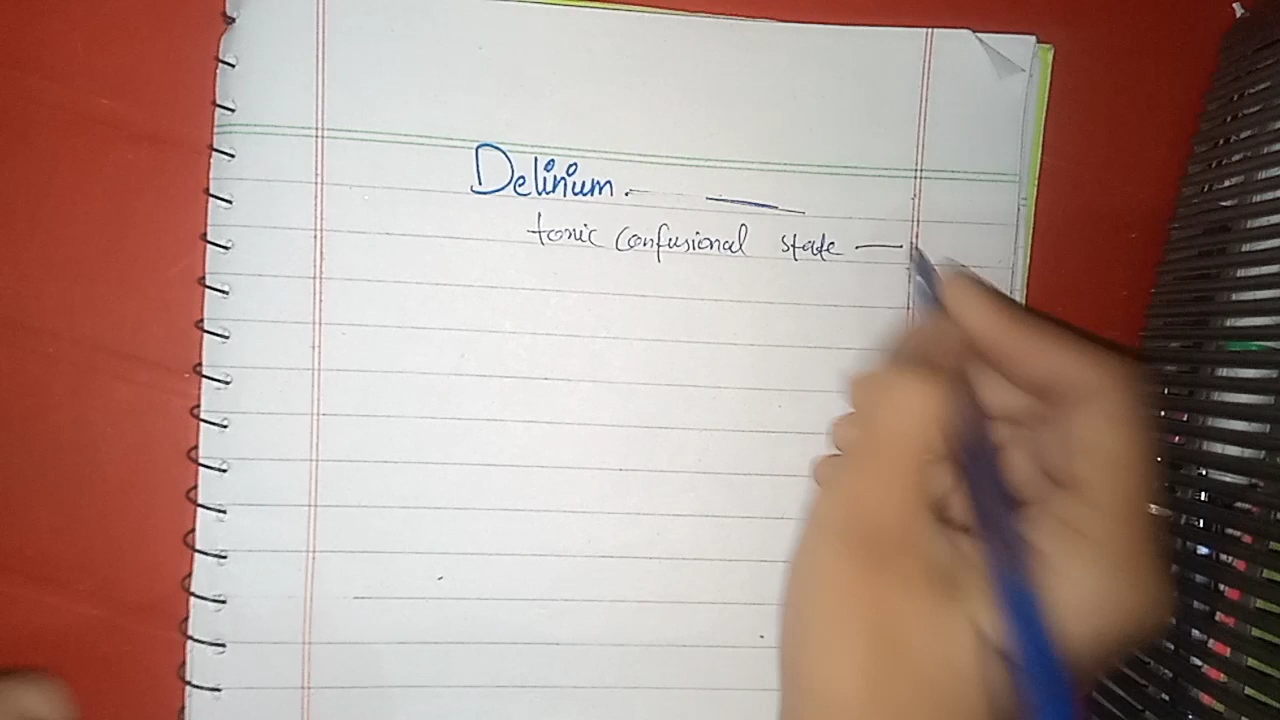 Delirium.
toxic confusional state —